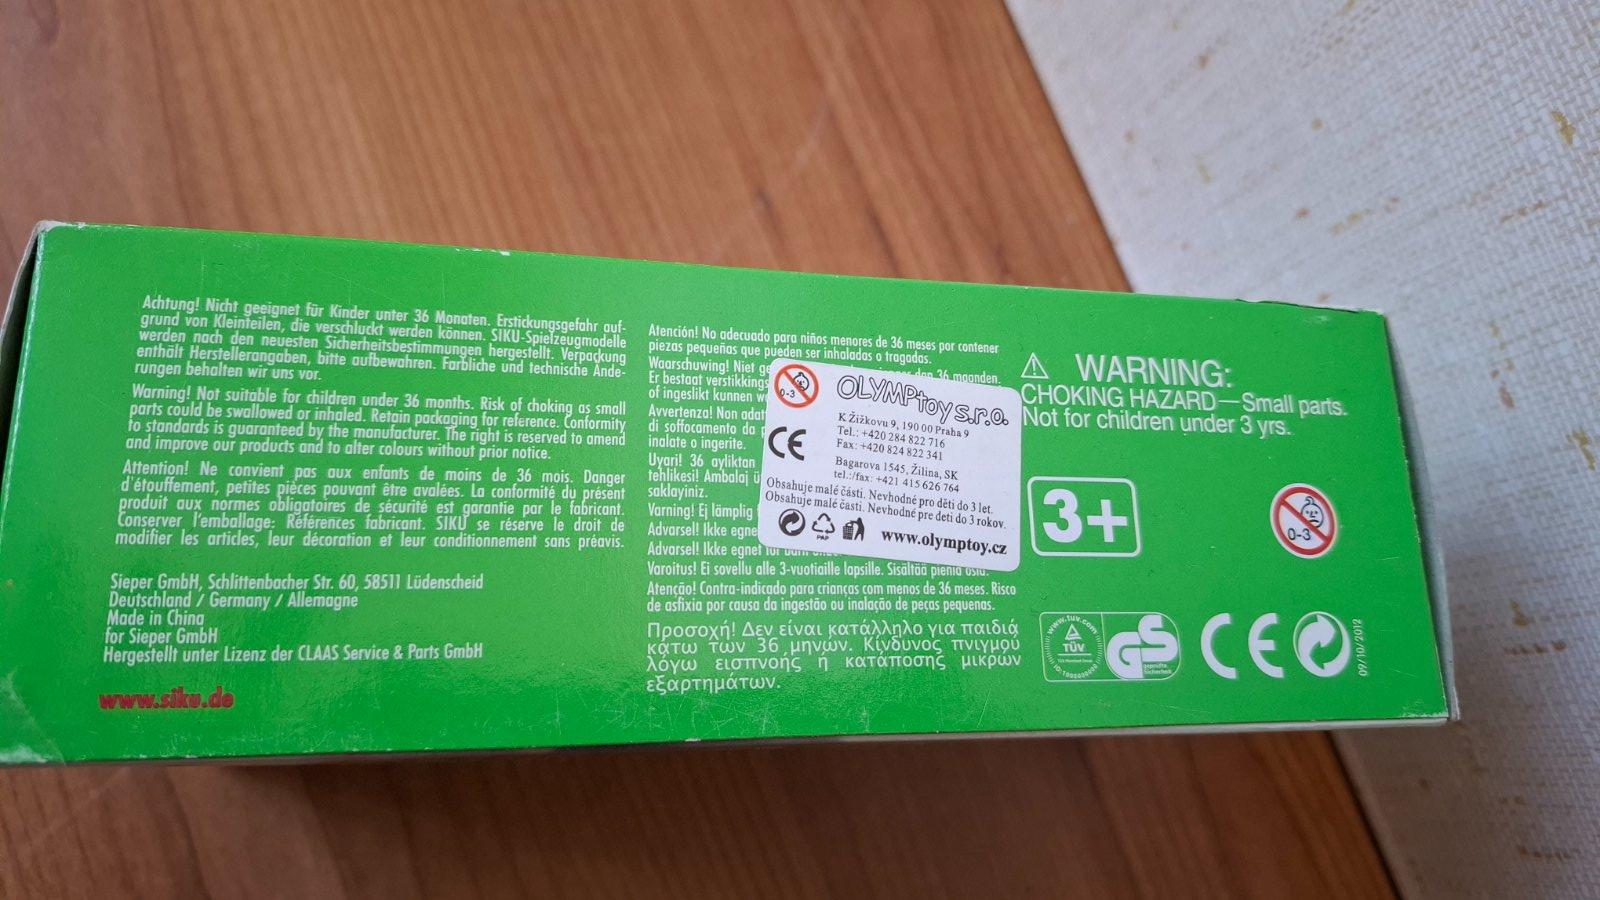 Achtung! Nicht geeignet für Kinder unter 36 Monaten. Erstickungsgefahr auf-
grund von Kleinteilen, die verschluckt werden können. SIKU-Spielzeugmodelle
werden nach den neuesten Sicherheitsbestimmungen hergestellt. Verpackung
enthält Herstellerangaben, bitte aufbewahren. Farbliche und technische Ände-
rungen behalten wir uns vor.
Warning! Not suitable for children under 36 months. Risk of choking as small
parts could be swallowed or inhaled. Retain packaging for reference. Conformity
to standards is guaranteed by the manufacturer. The right is reserved to amend
and improve our products and to alter colours without prior notice.
Attention! Ne convient pas aux enfants de moins de 36 mois. Danger
d'étouffement, petites pièces pouvant être avalées. La conformité du présent
produit aux normes obligatoires de sécurité est garantie par le fabricant.
Conserver l'emballage: Références fabricant. SIKU se réserve le droit de
modifier les articles, leur décoration et leur conditionnement sans préavis.
Sieper GmbH, Schlittenbacher Str. 60, 58511 Lüdenscheid
Deutschland / Germany / Allemagne
Made in China
for Sieper GmbH
Hergestellt unter Lizenz der CLAAS Service & Parts GmbH
www.siku.de
Atención! No adecuado para niños menores de 36 meses por contener
piezas pequeñas que pueden ser inhaladas o tragadas.
Waarschuwing! Niet dan 36 maanden.
Er bestaat
of ingeslikt kunnen
Avvertenza! Non
di soffocamento da
inalate o ingerite.
Uyari! 36 ayliktan
tehlikesi! Ambalaj
saklayiniz.
Varning! Ej lämplig
Advarsel! Ikke
Advarsel! Ikke egnet
Varoitus! Ei sovellu alle 3-vuotiaille lapsille. Sisältää pieniä osia.
Atenção! Contra-indicado para crianças com menos de 36 meses. Risco
de asfixia por causa da ingestão ou inalação de peças pequenas.
Προσοχή! Δεν είναι κατάλληλο για παιδιά
κάτω των 36 μηνών. Κίνδυνος πνιγμού
λόγω εισπνοής ή κατάποσης μικρών
εξαρτημάτων.
0-3
OLYMPtoy s.r.o.
K Žižkovu 9, 190 00 Praha 9
Tel.: +420 284 822 716
Fax: +420 824 822 341
CE
Bagarova 1545, Žilina, SK
tel.:/fax: +421 415 626 764
Obsahuje malé části. Nevhodné pro děti do 3 let.
Obsahuje malé časti. Nevhodné pre deti do 3 rokov.
PAP
www.olymptoy.cz
WARNING:
CHOKING HAZARD—Small parts.
Not for children under 3 yrs.
3+
0-3
www.tuv.com
TÜV
GS
geprüfte
Sicherheit
CE
09/10/2012